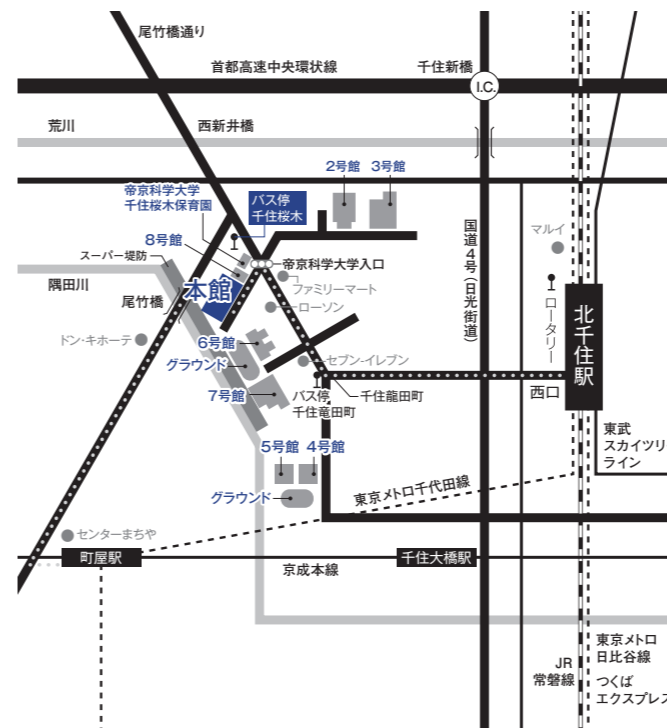 尾竹橋通り
首都高速中央環状線
千住新橋
I.C.
荒川
西新井橋
2号館
3号館
帝京科学大学
千住桜木保育園
バス停
千住桜木
8号館
スーパー堤防
隅田川
本館
帝京科学大学入口
ファミリーマート
国道4号(日光街道)
マルイ
ロータリー
北千住駅
尾竹橋
ローソン
ドン・キホーテ
6号館
グラウンド
セブン-イレブン
7号館
バス停
千住竜田町
千住龍田町
西口
東武
スカイツリー
ライン
5号館
4号館
東京メトロ千代田線
グラウンド
センターまちや
町屋駅
千住大橋駅
京成本線
JR
常磐線
東京メトロ
日比谷線
つくば
エクスプレス